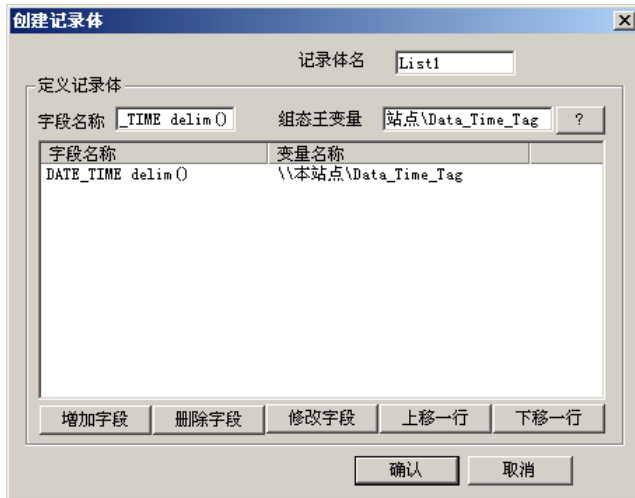 创建记录体
记录体名 List1
定义记录体
字段名称 _TIME delim() 组态王变量 站点\Data_Time_Tag ?
字段名称 变量名称
DATE_TIME delim() \\本站点\Data_Time_Tag
增加字段 删除字段 修改字段 上移一行 下移一行
确认 取消